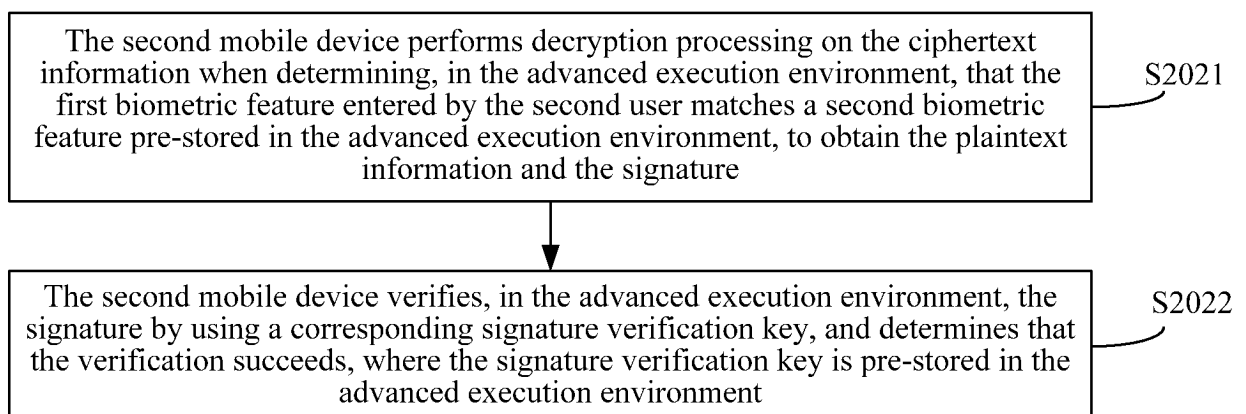 The second mobile device performs decryption processing on the ciphertext
information when determining, in the advanced execution environment, that the
first biometric feature entered by the second user matches a second biometric
feature pre-stored in the advanced execution environment, to obtain the plaintext
information and the signature
S2021
The second mobile device verifies, in the advanced execution environment, the
signature by using a corresponding signature verification key, and determines that
the verification succeeds, where the signature verification key is pre-stored in the
advanced execution environment
S2022